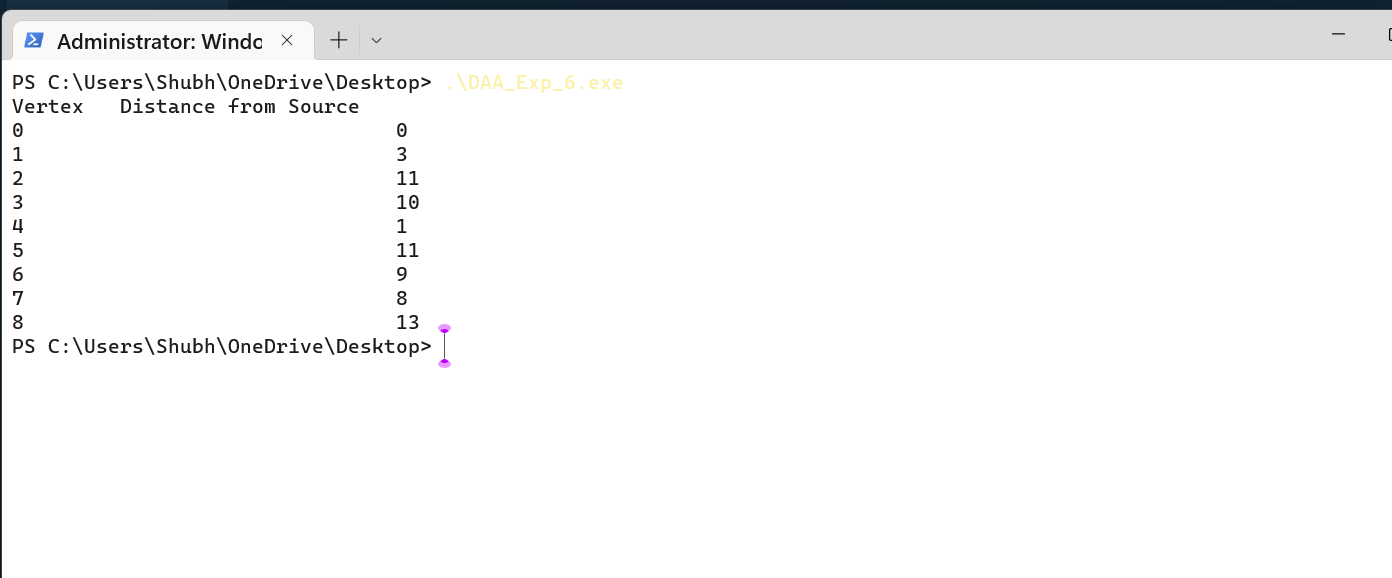 Administrator: Windo
PS C:\Users\Shubh\OneDrive\Desktop> .\DAA_Exp_6.exe
Vertex   Distance from Source
0                               0
1                               3
2                               11
3                               10
4                               1
5                               11
6                               9
7                               8
8                               13
PS C:\Users\Shubh\OneDrive\Desktop>